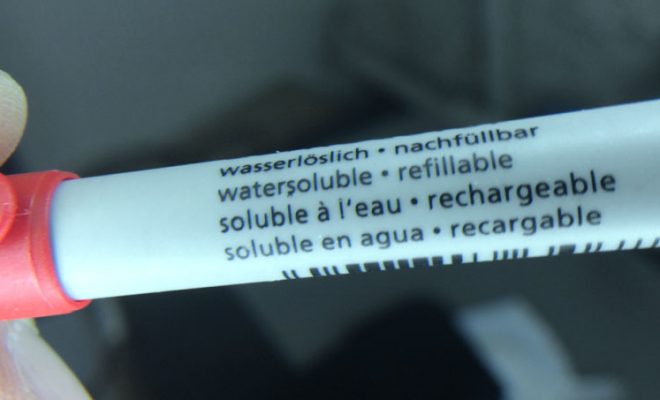 wasserlöslich • nachfüllbar
watersoluble • refillable
soluble à l'eau • rechargeable
soluble en agua • recargable